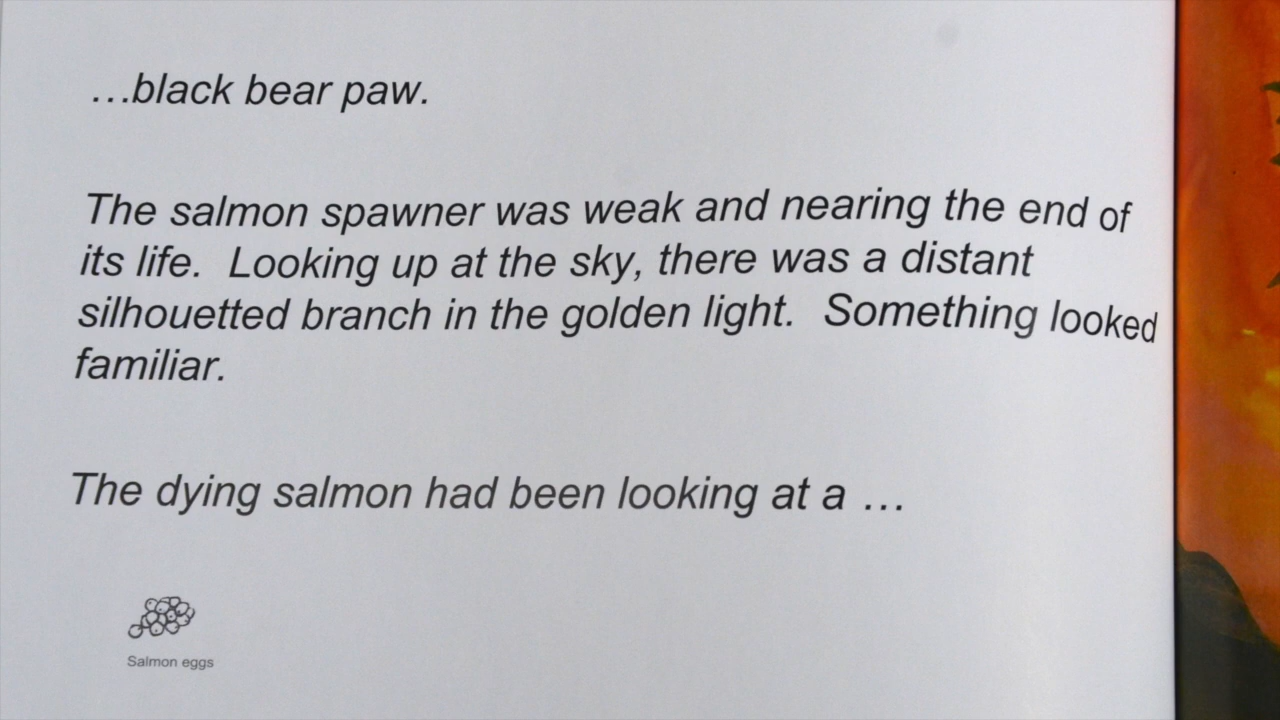 …black bear paw.
The salmon spawner was weak and nearing the end of
its life. Looking up at the sky, there was a distant
silhouetted branch in the golden light. Something looked
familiar.
The dying salmon had been looking at a …
Salmon eggs